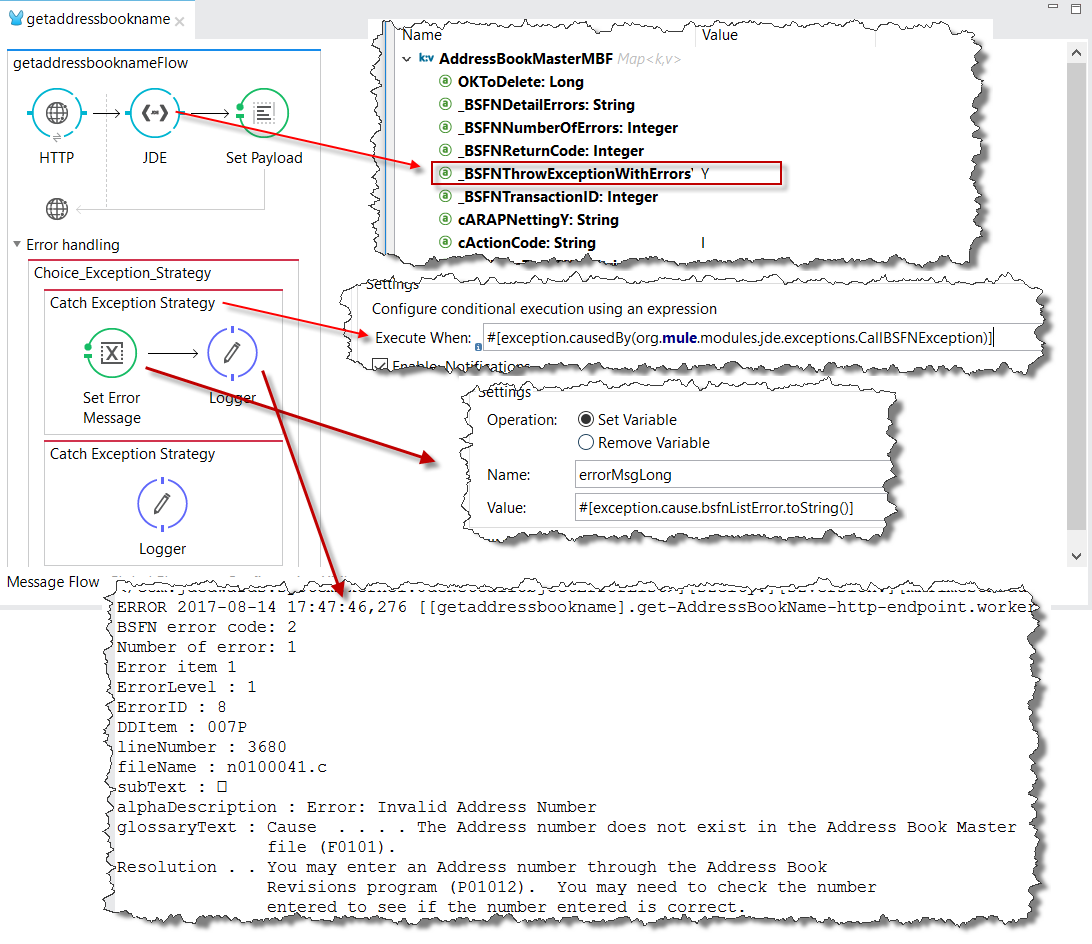 getaddressbookname
getaddressbooknameFlow
HTTP
JDE
Set Payload
Error handling
Choice_Exception_Strategy
Catch Exception Strategy
Set Error
Message
Logger
Catch Exception Strategy
Logger
Message Flow
Name Value
k:v AddressBookMasterMBF Map<k,v>
OKToDelete: Long
_BSFNDetailErrors: String
_BSFNNumberOfErrors: Integer
_BSFNReturnCode: Integer
_BSFNThrowExceptionWithErrors' Y
_BSFNTransactionID: Integer
cARAPNettingY: String
cActionCode: String I
Settings
Configure conditional execution using an expression
Execute When: #[exception.causedBy(org.mule.modules.jde.exceptions.CallBSFNException)]
Enable Notifications
Settings
Operation: Set Variable
Remove Variable
Name: errorMsgLong
Value: #[exception.cause.bsfnListError.toString()]
ERROR 2017-08-14 17:47:46,276 [[getaddressbookname].get-AddressBookName-http-endpoint.worker
BSFN error code: 2
Number of error: 1
Error item 1
ErrorLevel : 1
ErrorID : 8
DDItem : 007P
lineNumber : 3680
fileName : n0100041.c
subText : □
alphaDescription : Error: Invalid Address Number
glossaryText : Cause . . . . The Address number does not exist in the Address Book Master
file (F0101).
Resolution . . You may enter an Address number through the Address Book
Revisions program (P01012). You may need to check the number
entered to see if the number entered is correct.